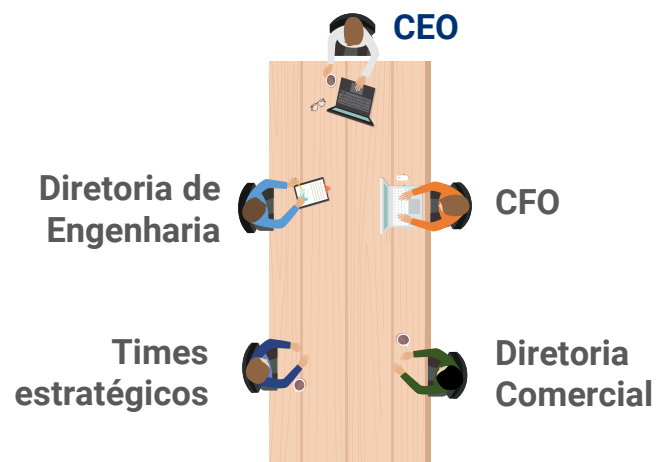 CEO
Diretoria de
Engenharia
CFO
Times
estratégicos
Diretoria
Comercial